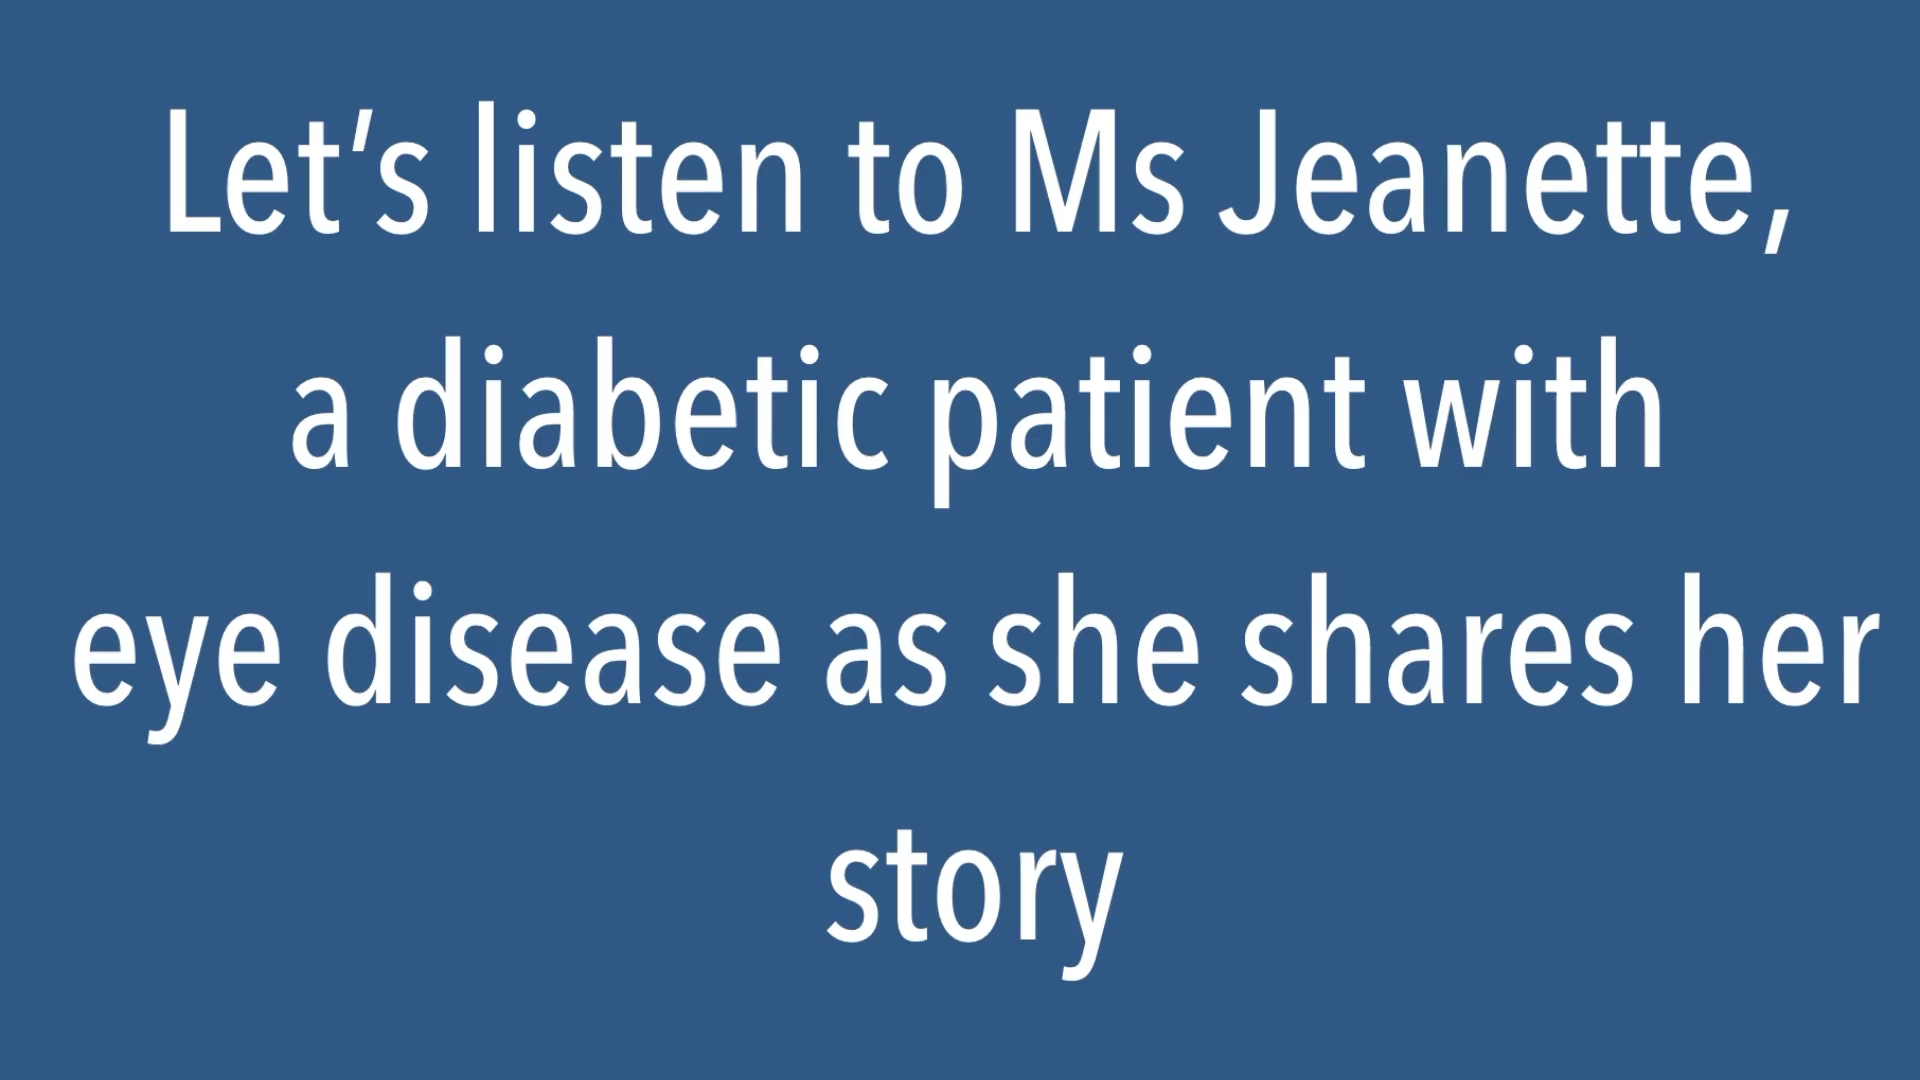 Let’s listen to Ms Jeanette,
a diabetic patient with
eye disease as she shares her
story